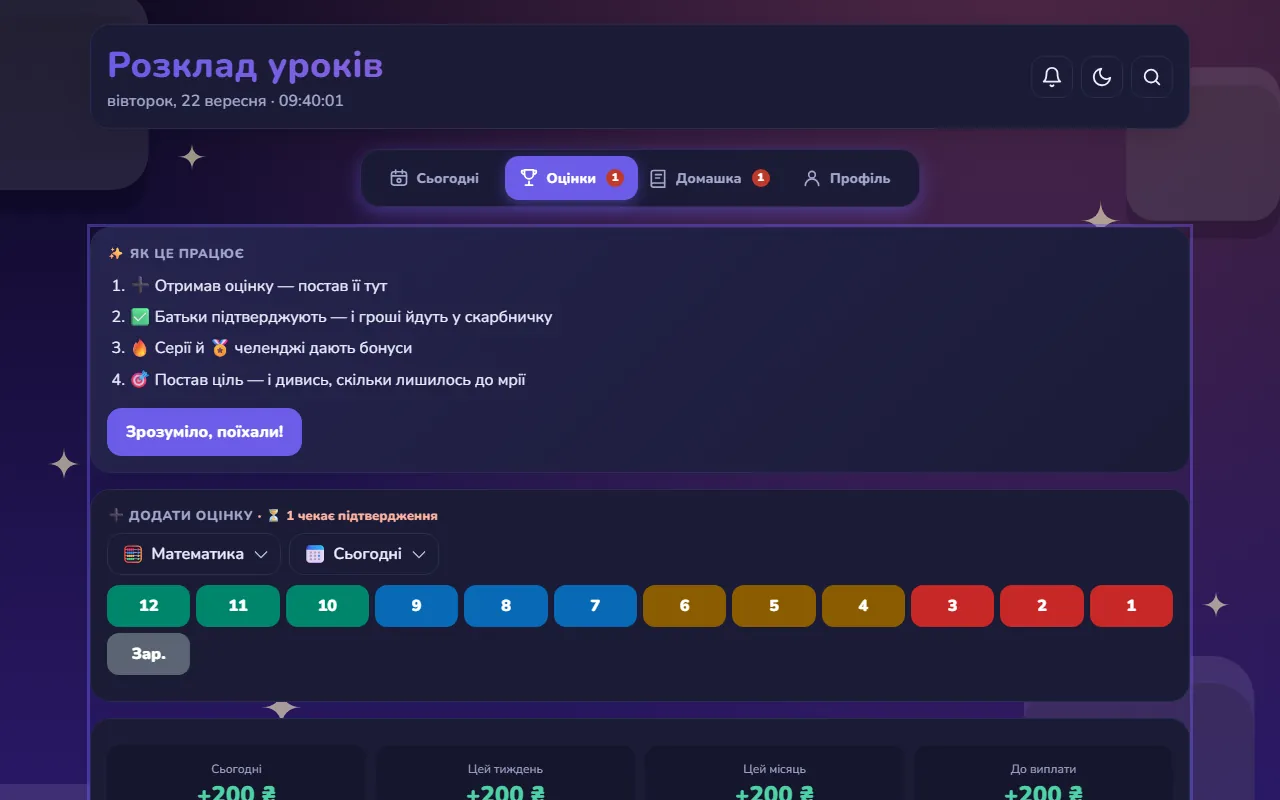 Розклад уроків
вівторок, 22 вересня · 09:40:01
Сьогодні
Оцінки 1
Домашка 1
Профіль
✨ ЯК ЦЕ ПРАЦЮЄ
1. ➕ Отримав оцінку — постав її тут
2. ✅ Батьки підтверджують — і гроші йдуть у скарбничку
3. 🔥 Серії й 🏅 челенджі дають бонуси
4. 🎯 Постав ціль — і дивись, скільки лишилось до мрії
Зрозуміло, поїхали!
➕ ДОДАТИ ОЦІНКУ · ⏳ 1 чекає підтвердження
🧮 Математика
📅 Сьогодні
12 11 10 9 8 7 6 5 4 3 2 1
Зар.
Сьогодні Цей тиждень Цей місяць До виплати
+200 ₴ +200 ₴ +200 ₴ +200 ₴